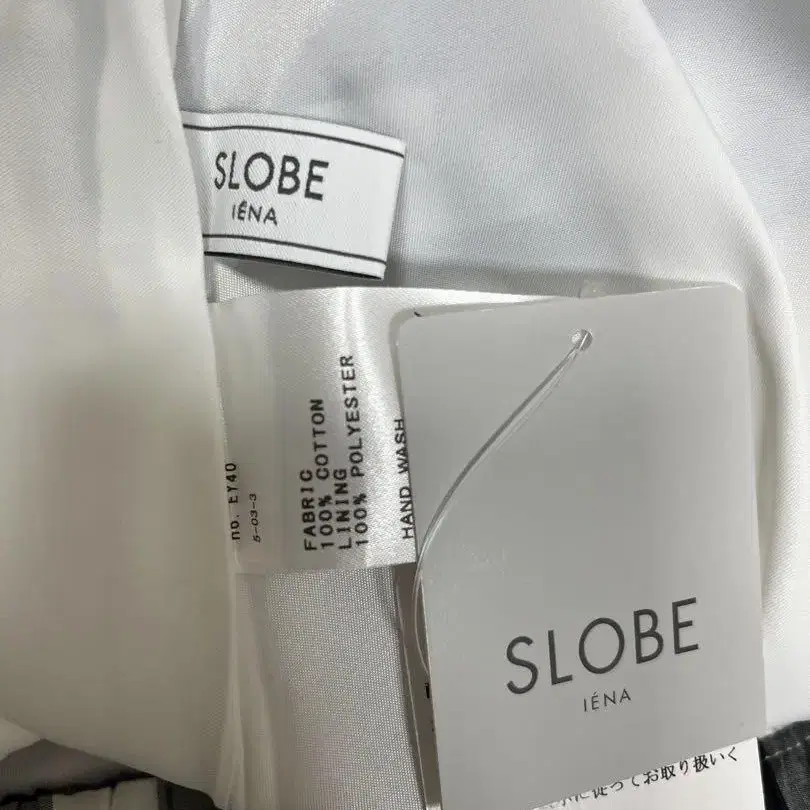 SLOBE
IÉNA
no. EY40
5-03-3
FABRIC
100% COTTON
LINING
100% POLYESTER
HAND WASH
SLOBE
IÉNA
に従ってお取り扱いく